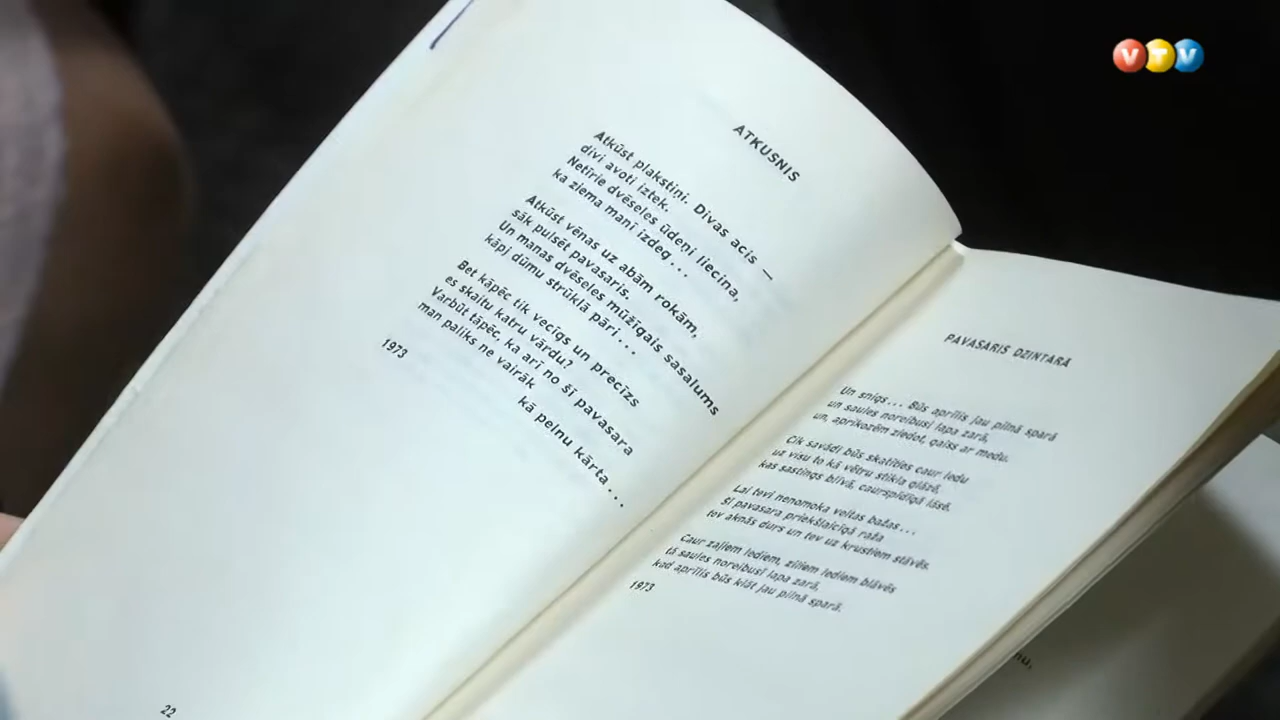 VTV
ATKUSNIS
Atkūst plakstiņi. Divas acis —
divi avoti iztek.
Netīrie dvēseles ūdeņi liecina,
ka ziema manī izdeg...
Atkūst vēnas uz abām rokām,
sāk pulsēt pavasaris.
Un manas dvēseles mūžīgais sasalums
kāpj dūmu strūklā pāri...
Bet kāpēc tik vecīgs un precīzs
es skaitu katru vārdu?
Varbūt tāpēc, ka arī no šī pavasara
man paliks ne vairāk
kā pelnu kārta...
1973
22
PAVASARIS DZINTARĀ
Un snigs... Būs aprīlis jau pilnā sparā
un saules noreibusi lapa zarā,
un, aprikozēm ziedot, gaiss ar medu.
Cik savādi būs skatīties caur ledu
uz visu to kā vētru stikla glāzē,
kas sastings blīvā, caurspīdīgā lāsē.
Lai tevi nenomoka veltas bažas...
šī pavasara priekšlaicīgā raža
tev aknās durs un tev uz krustiem stāvēs.
Caur zaļiem lediem, ziliem lediem blāvēs
tā saules noreibusī lapa zarā,
kad aprīlis būs klāt jau pilnā sparā.
1973